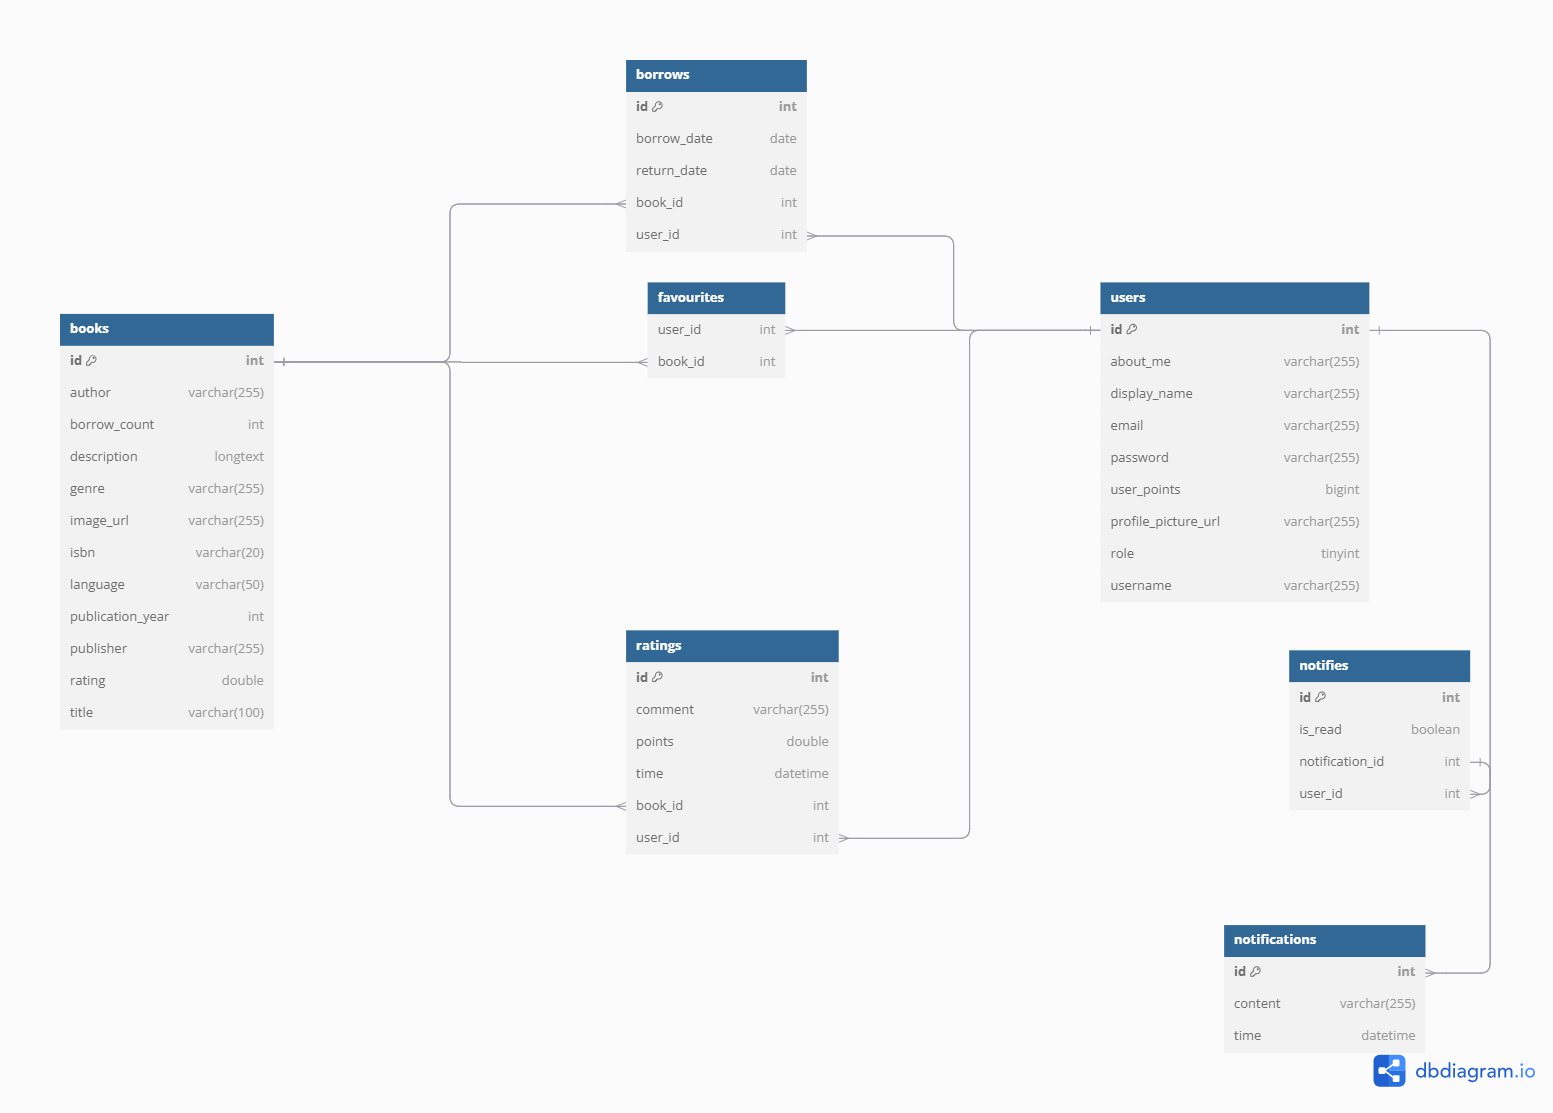 borrows
id int
borrow_date date
return_date date
book_id int
user_id int
favourites
user_id int
book_id int
books
id int
author varchar(255)
borrow_count int
description longtext
genre varchar(255)
image_url varchar(255)
isbn varchar(20)
language varchar(50)
publication_year int
publisher varchar(255)
rating double
title varchar(100)
users
id int
about_me varchar(255)
display_name varchar(255)
email varchar(255)
password varchar(255)
user_points bigint
profile_picture_url varchar(255)
role tinyint
username varchar(255)
ratings
id int
comment varchar(255)
points double
time datetime
book_id int
user_id int
notifies
id int
is_read boolean
notification_id int
user_id int
notifications
id int
content varchar(255)
time datetime
dbdiagram.io